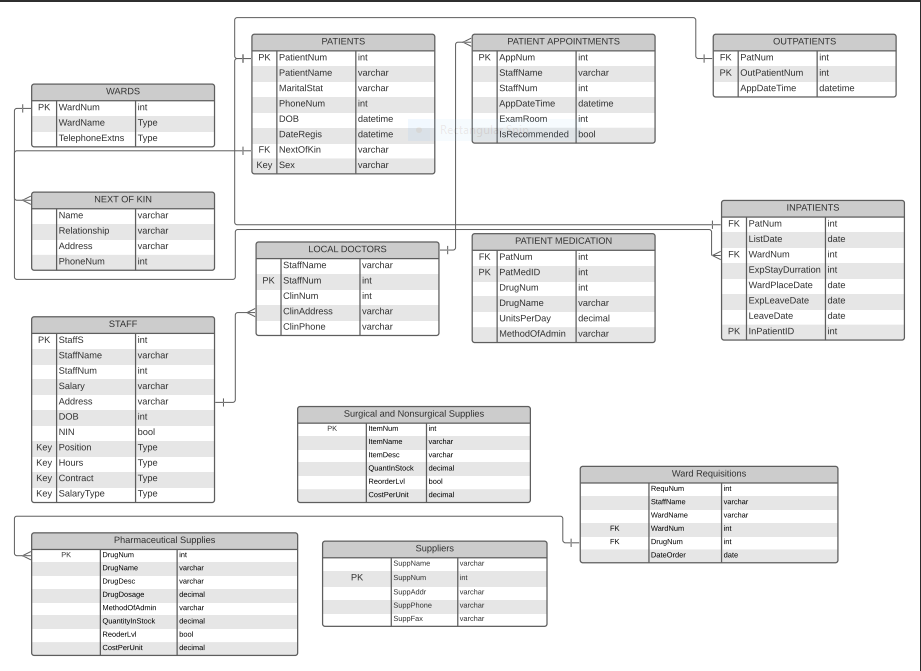 PATIENTS
PK PatientNum int
PatientName varchar
MaritalStat varchar
PhoneNum int
DOB datetime
DateRegis datetime
FK NextOfKin varchar
Key Sex varchar
PATIENT APPOINTMENTS
PK AppNum int
StaffName varchar
StaffNum int
AppDateTime datetime
ExamRoom int
IsRecommended bool
OUTPATIENTS
FK PatNum int
PK OutPatientNum int
AppDateTime datetime
WARDS
PK WardNum int
WardName Type
TelephoneExtns Type
NEXT OF KIN
Name varchar
Relationship varchar
Address varchar
PhoneNum int
LOCAL DOCTORS
StaffName varchar
PK StaffNum int
ClinNum int
ClinAddress varchar
ClinPhone varchar
PATIENT MEDICATION
FK PatNum int
PK PatMedID int
DrugNum int
DrugName varchar
UnitsPerDay decimal
MethodOfAdmin varchar
INPATIENTS
FK PatNum int
ListDate date
FK WardNum int
ExpStayDurration int
WardPlaceDate date
ExpLeaveDate date
LeaveDate date
PK InPatientID int
STAFF
PK StaffS int
StaffName varchar
StaffNum int
Salary varchar
Address varchar
DOB int
NIN bool
Key Position Type
Key Hours Type
Key Contract Type
Key SalaryType Type
Surgical and Nonsurgical Supplies
PK ItemNum int
ItemName varchar
ItemDesc varchar
QuantInStock decimal
ReorderLvl bool
CostPerUnit decimal
Ward Requisitions
RequNum int
StaffName varchar
WardName varchar
FK WardNum int
FK DrugNum int
DateOrder date
Pharmaceutical Supplies
PK DrugNum int
DrugName varchar
DrugDesc varchar
DrugDosage decimal
MethodOfAdmin varchar
QuantityInStock decimal
ReoderLvl bool
CostPerUnit decimal
Suppliers
SuppName varchar
PK SuppNum int
SuppAddr varchar
SuppPhone varchar
SuppFax varchar